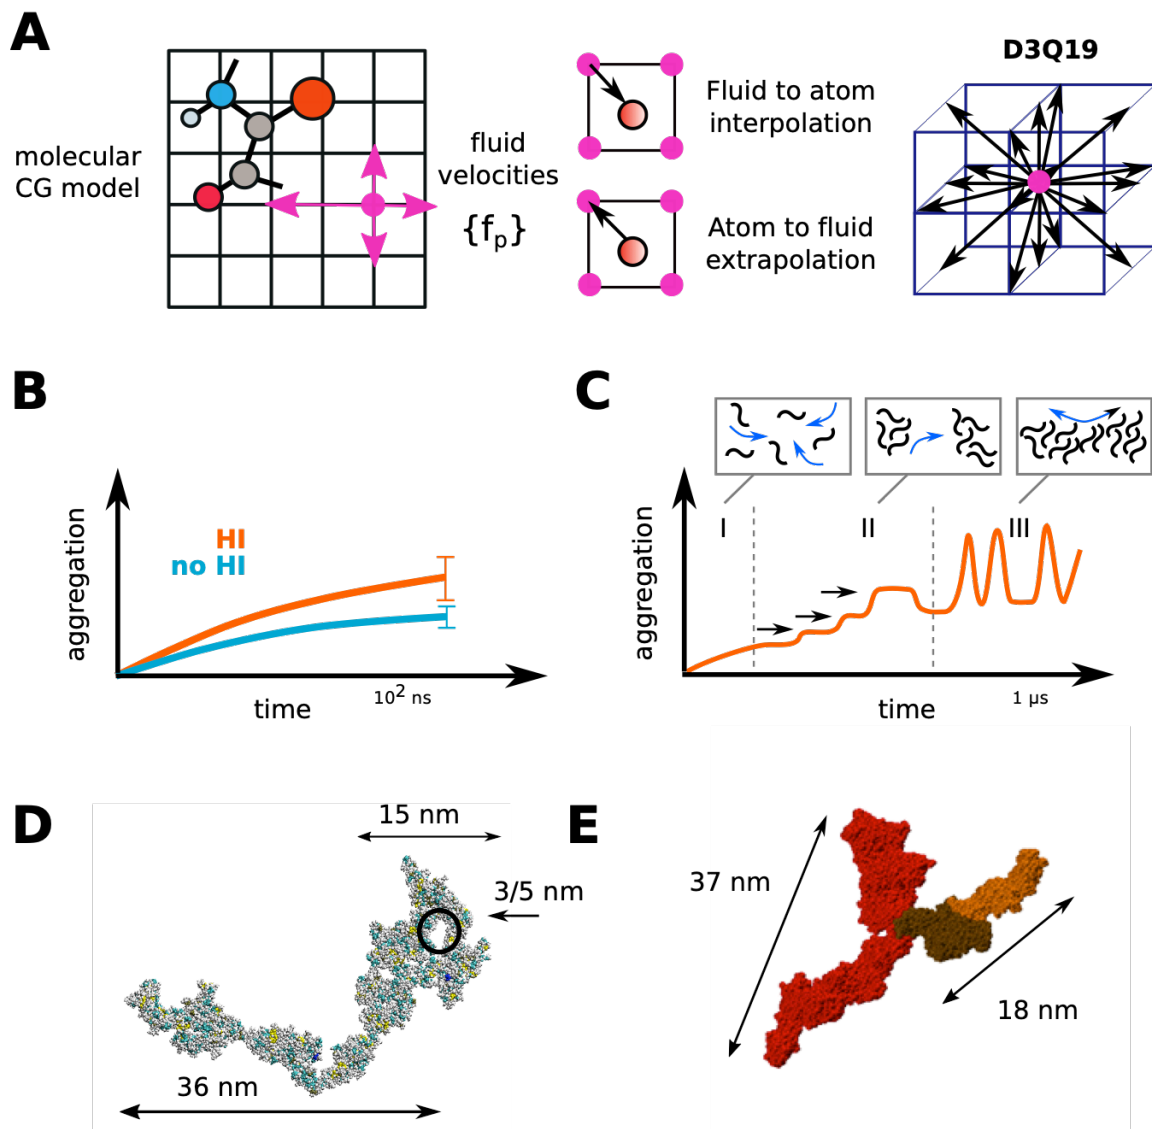 A
molecular
CG model
fluid
velocities
{fp}
Fluid to atom
interpolation
Atom to fluid
extrapolation
D3Q19
B
aggregation
HI
no HI
time
10² ns
C
aggregation
I
II
III
time
1 µs
D
15 nm
3/5 nm
36 nm
E
37 nm
18 nm